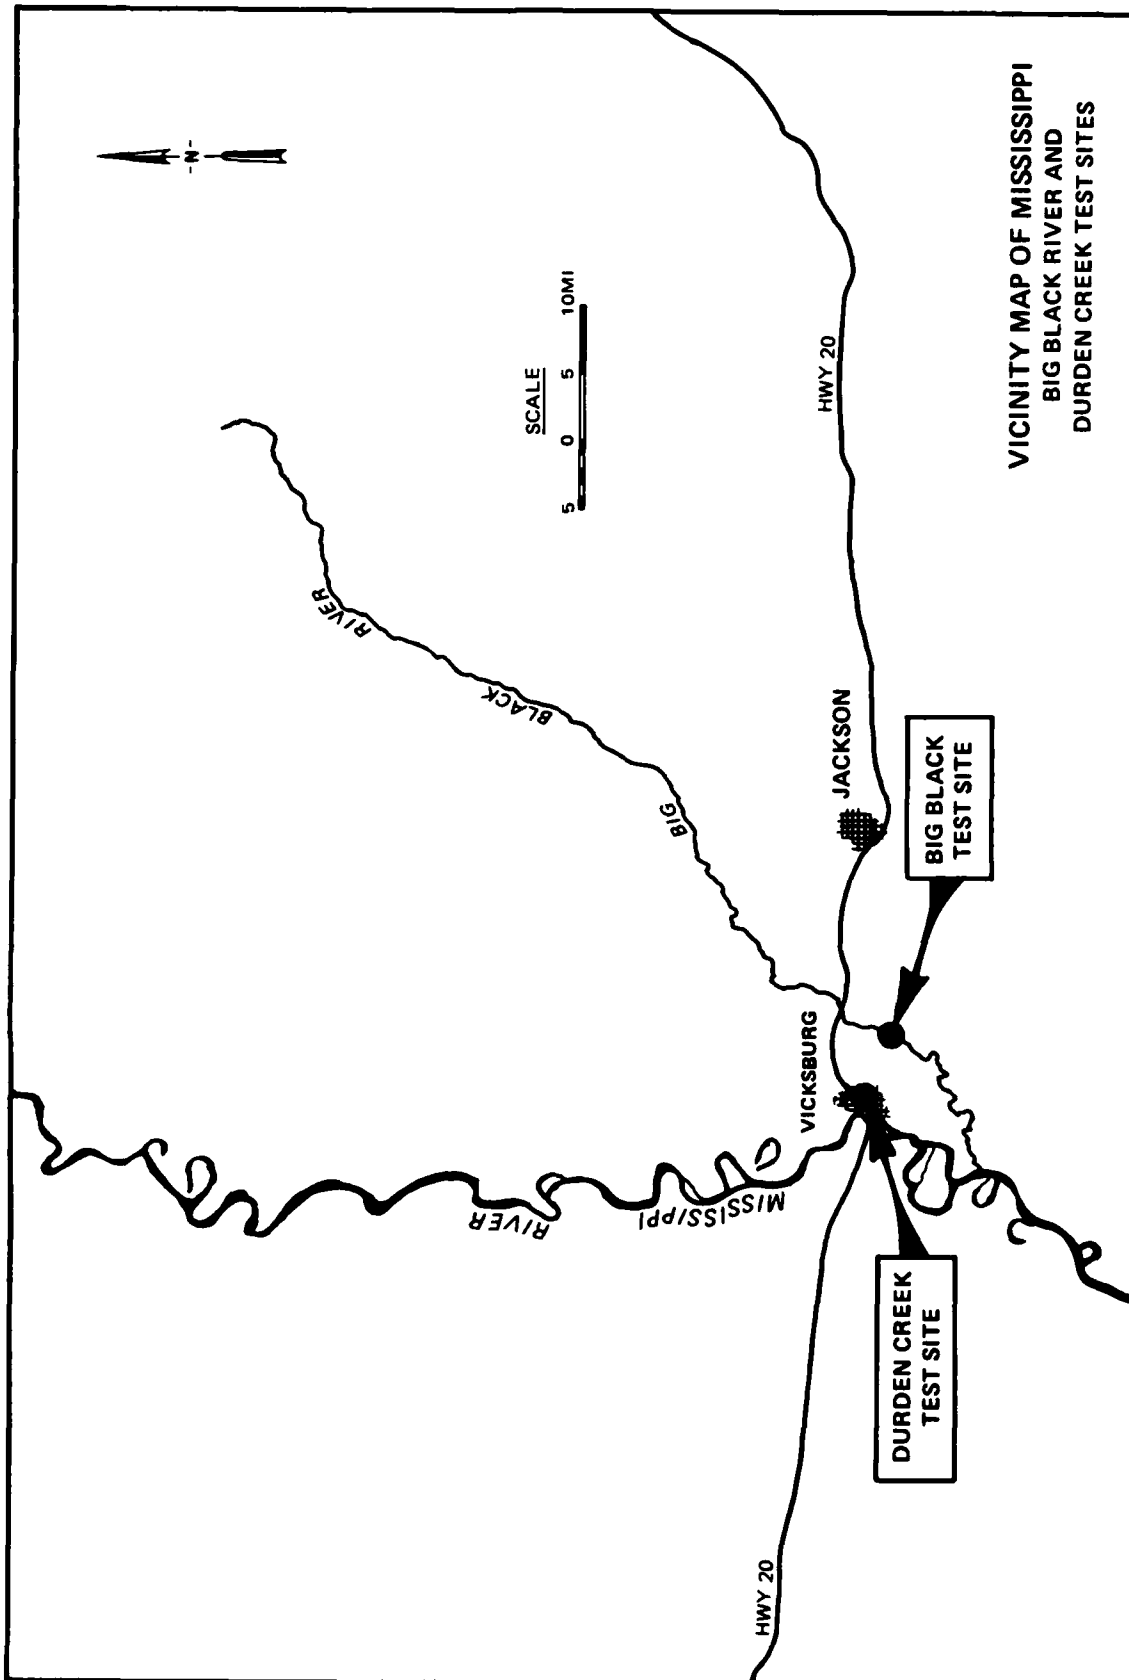 -N-
SCALE
5 0 5 10MI
RIVER
BLACK
BIG
RIVER
MISSISSIPPI
VICKSBURG
JACKSON
HWY 20
HWY 20
BIG BLACK
TEST SITE
DURDEN CREEK
TEST SITE
VICINITY MAP OF MISSISSIPPI
BIG BLACK RIVER AND
DURDEN CREEK TEST SITES